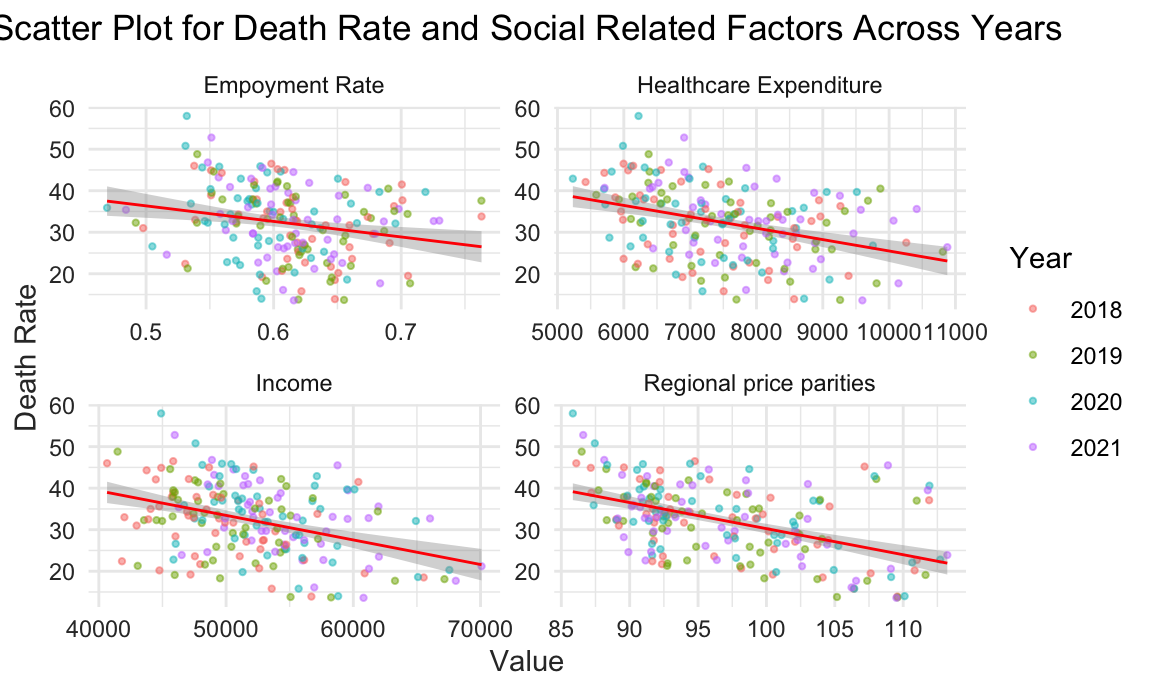 Scatter Plot for Death Rate and Social Related Factors Across Years
Empoyment Rate
Healthcare Expenditure
60
50
40
30
20
0.5 0.6 0.7
60
50
40
30
20
5000 6000 7000 8000 9000 10000 11000
Income
Regional price parities
60
50
40
30
20
40000 50000 60000 70000
60
50
40
30
20
85 90 95 100 105 110
Death Rate
Value
Year
2018
2019
2020
2021